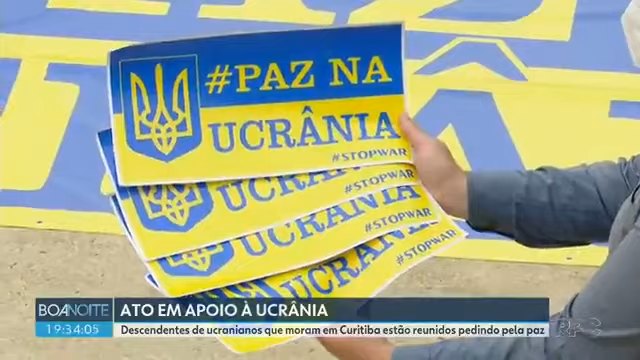 #PAZ NA
UCRÂNIA
#STOPWAR
UCRÂNIA
#STOPWAR
UCRÂNIA
#STOPWAR
UCRÂNIA
#STOPWAR
BOA NOITE
19:34:05
ATO EM APOIO À UCRÂNIA
Descendentes de ucranianos que moram em Curitiba estão reunidos pedindo pela paz
RPC